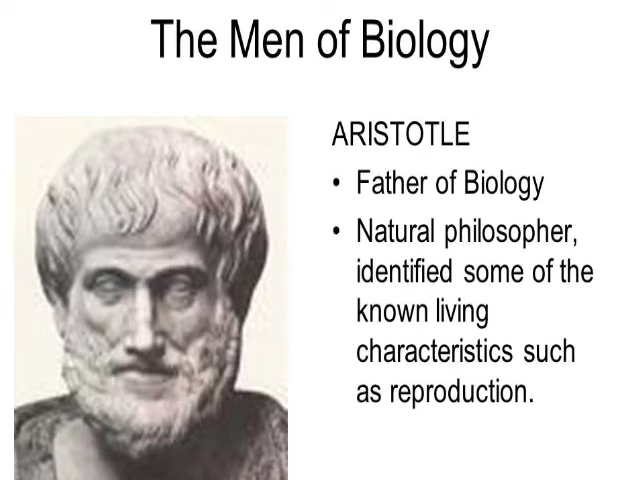 The Men of Biology
ARISTOTLE
• Father of Biology
• Natural philosopher,
identified some of the
known living
characteristics such
as reproduction.